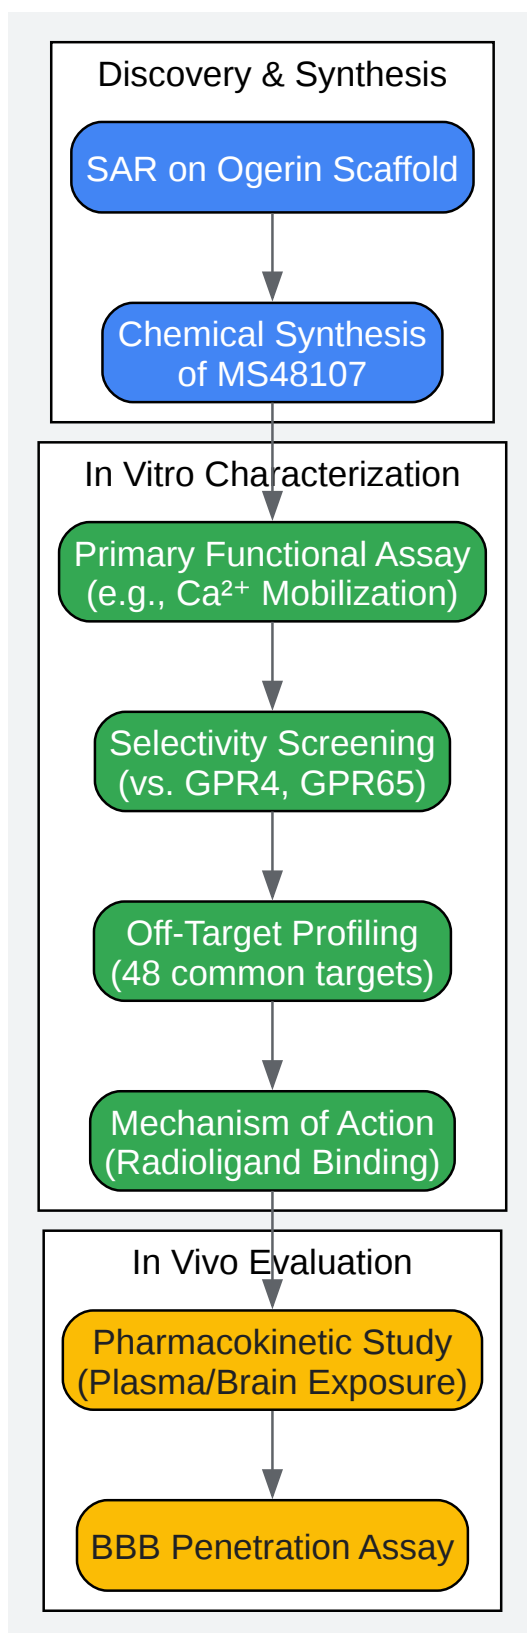 Discovery & Synthesis
SAR on Ogerin Scaffold
Chemical Synthesis
of MS48107
In Vitro Characterization
Primary Functional Assay
(e.g., Ca²⁺ Mobilization)
Selectivity Screening
(vs. GPR4, GPR65)
Off-Target Profiling
(48 common targets)
Mechanism of Action
(Radioligand Binding)
In Vivo Evaluation
Pharmacokinetic Study
(Plasma/Brain Exposure)
BBB Penetration Assay